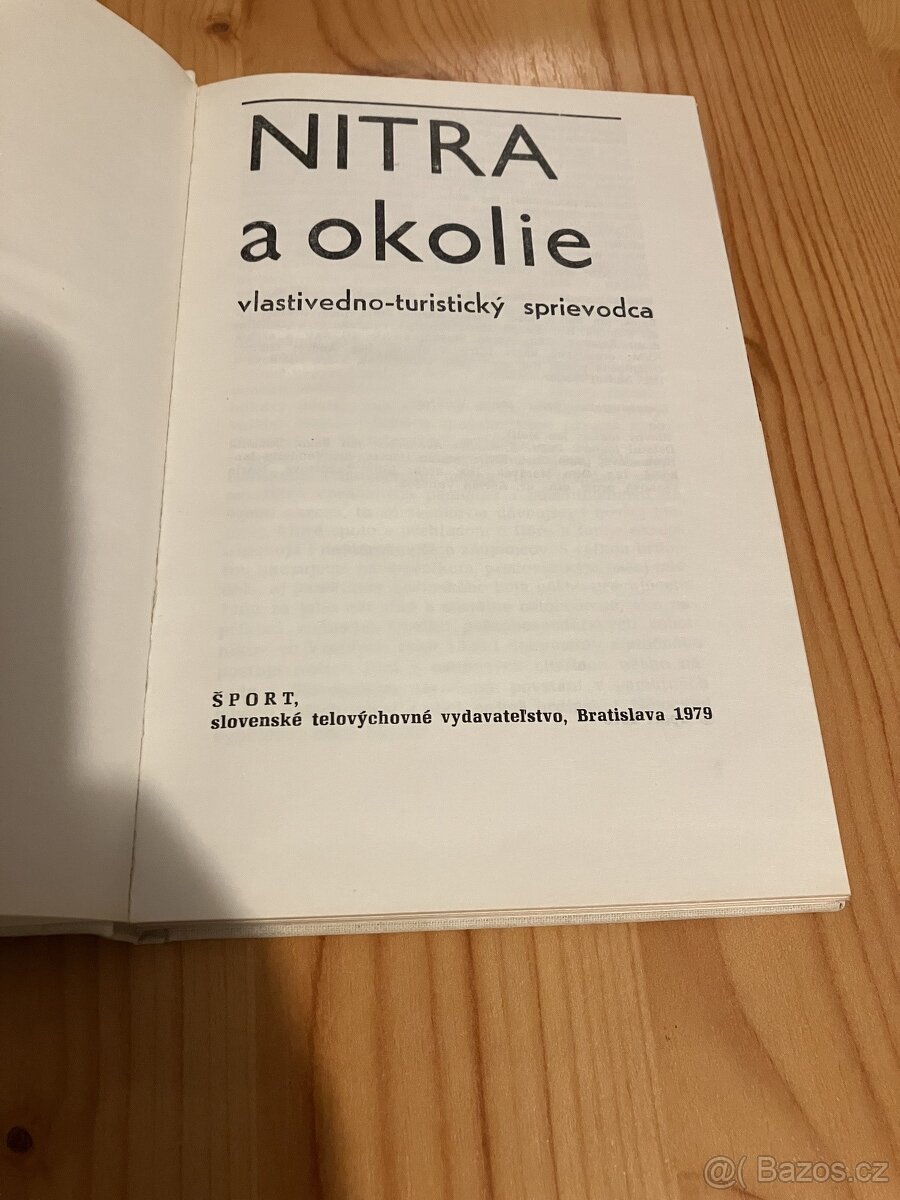 NITRA
a okolie
vlastivedno-turistický sprievodca
ŠPORT,
slovenské telovýchovné vydavateľstvo, Bratislava 1979
@( Bazos.cz